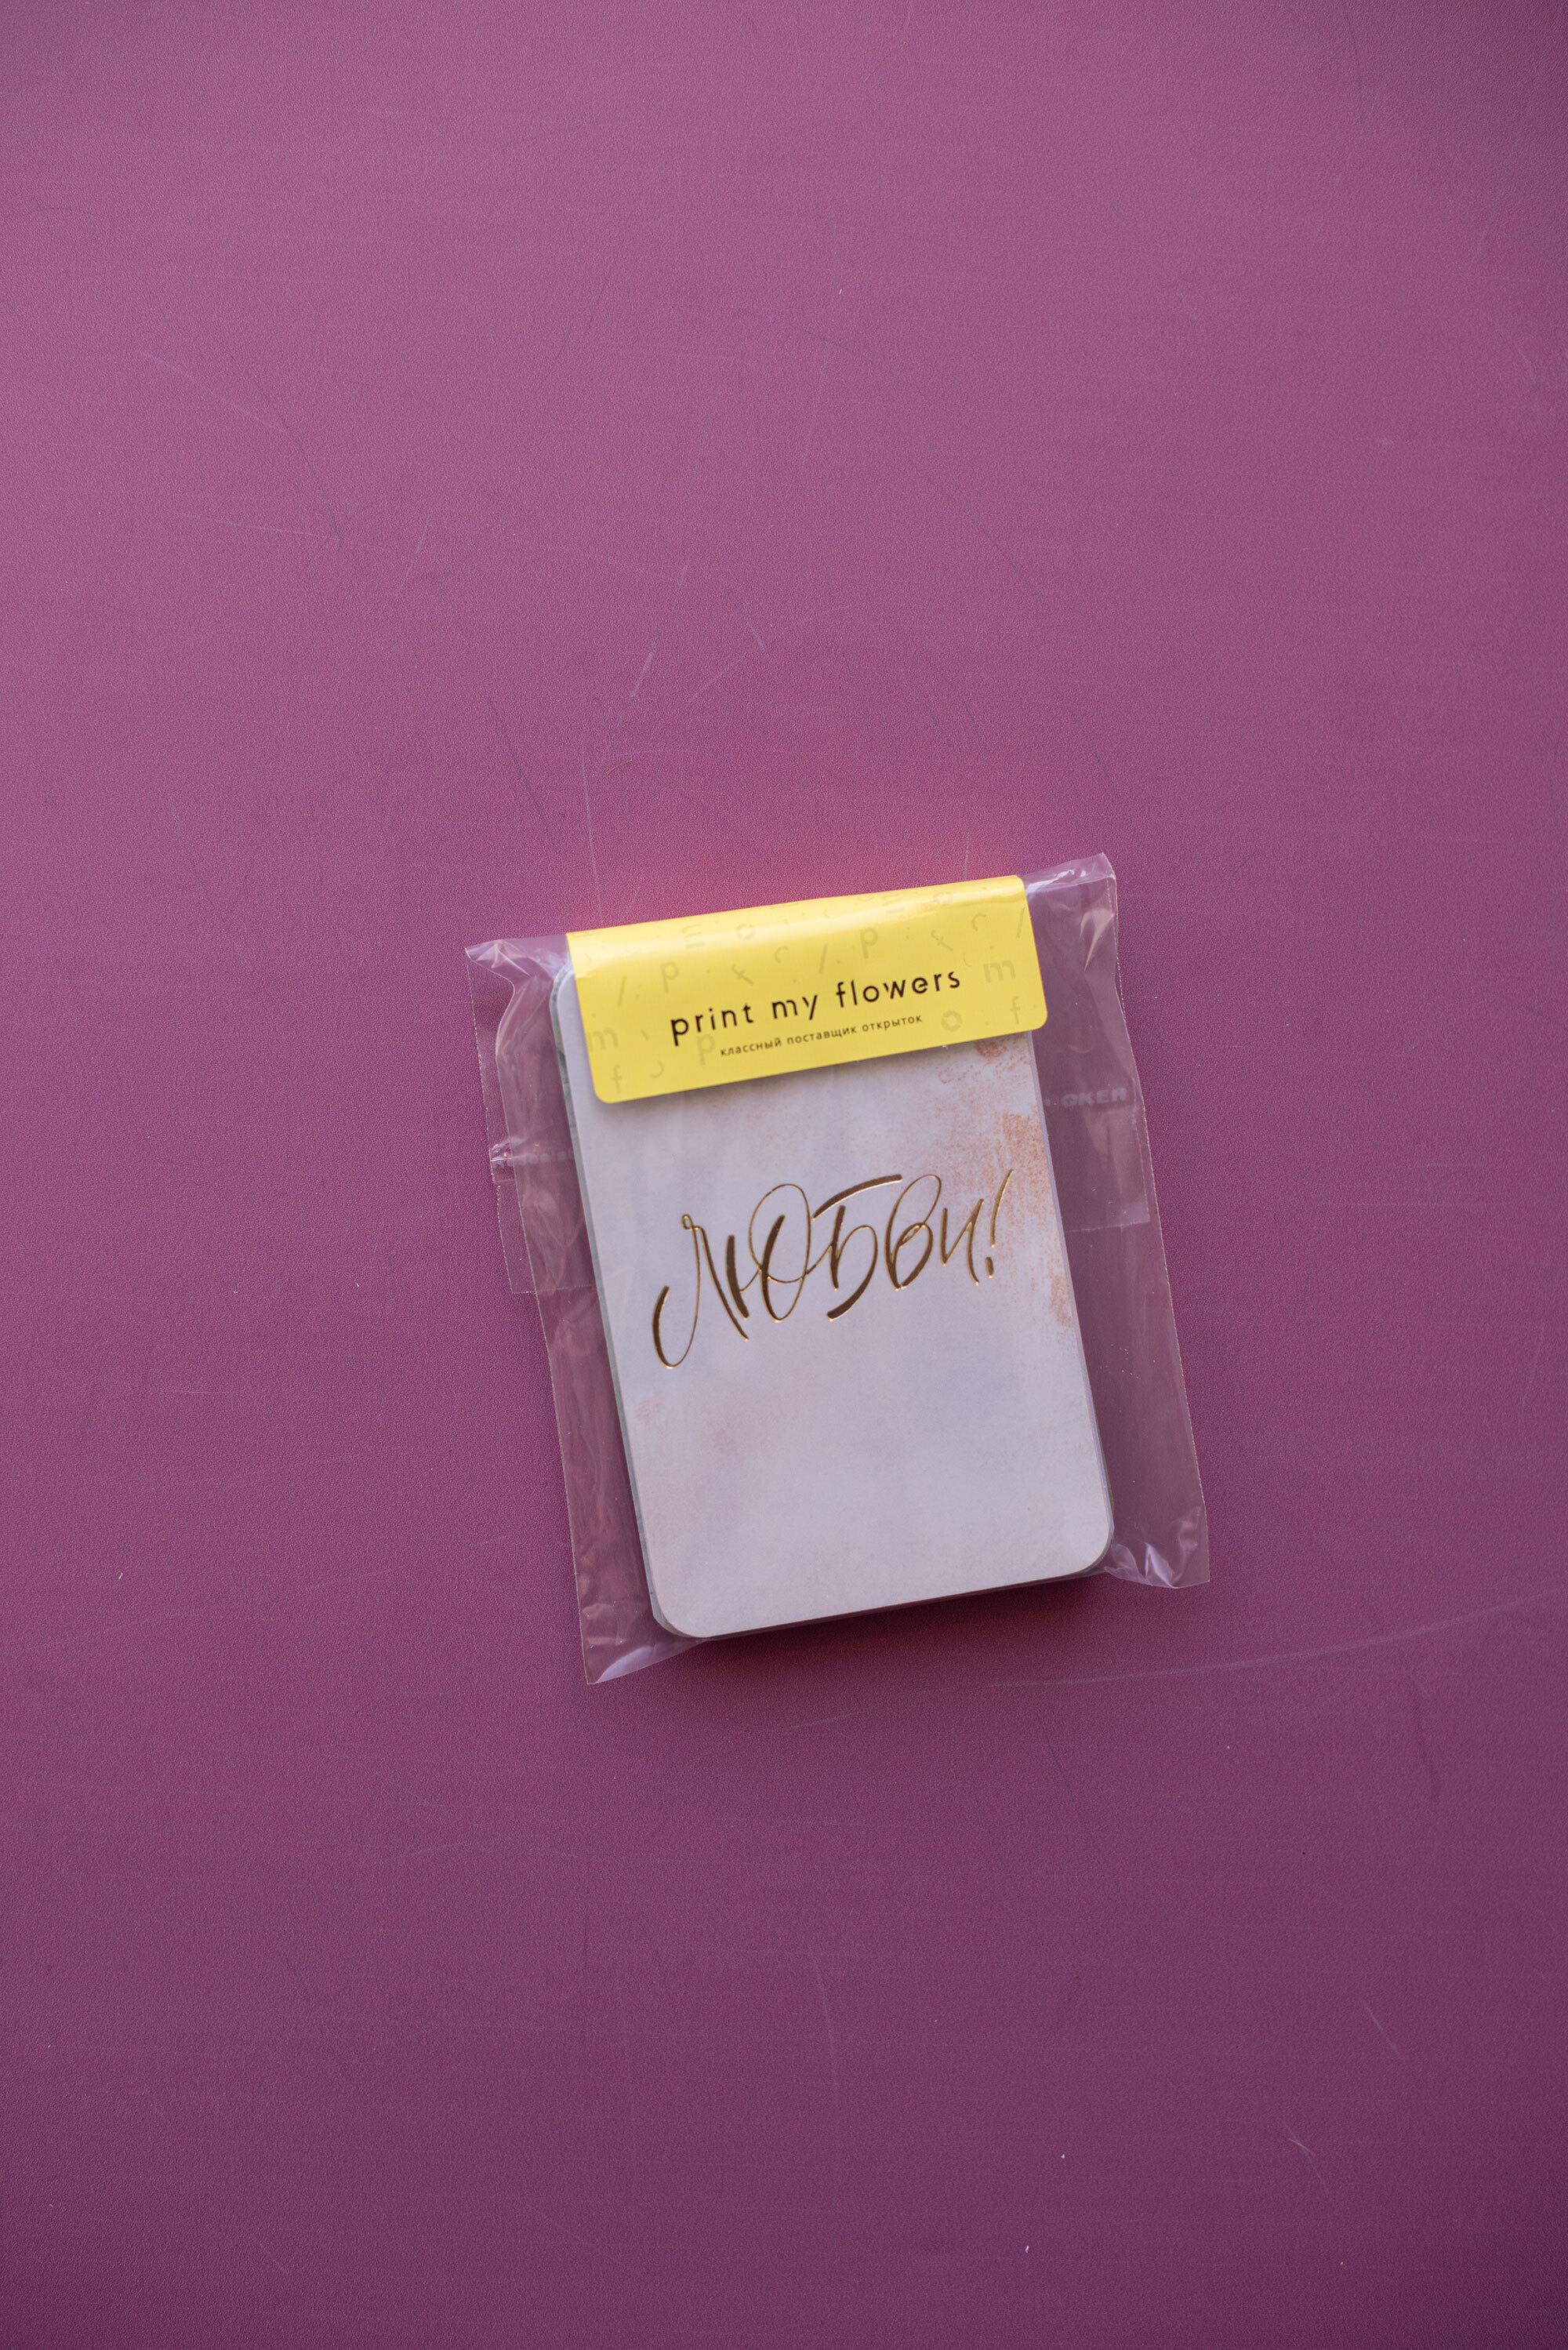 print my flowers
классный поставщик открыток
ЛЮБВИ!